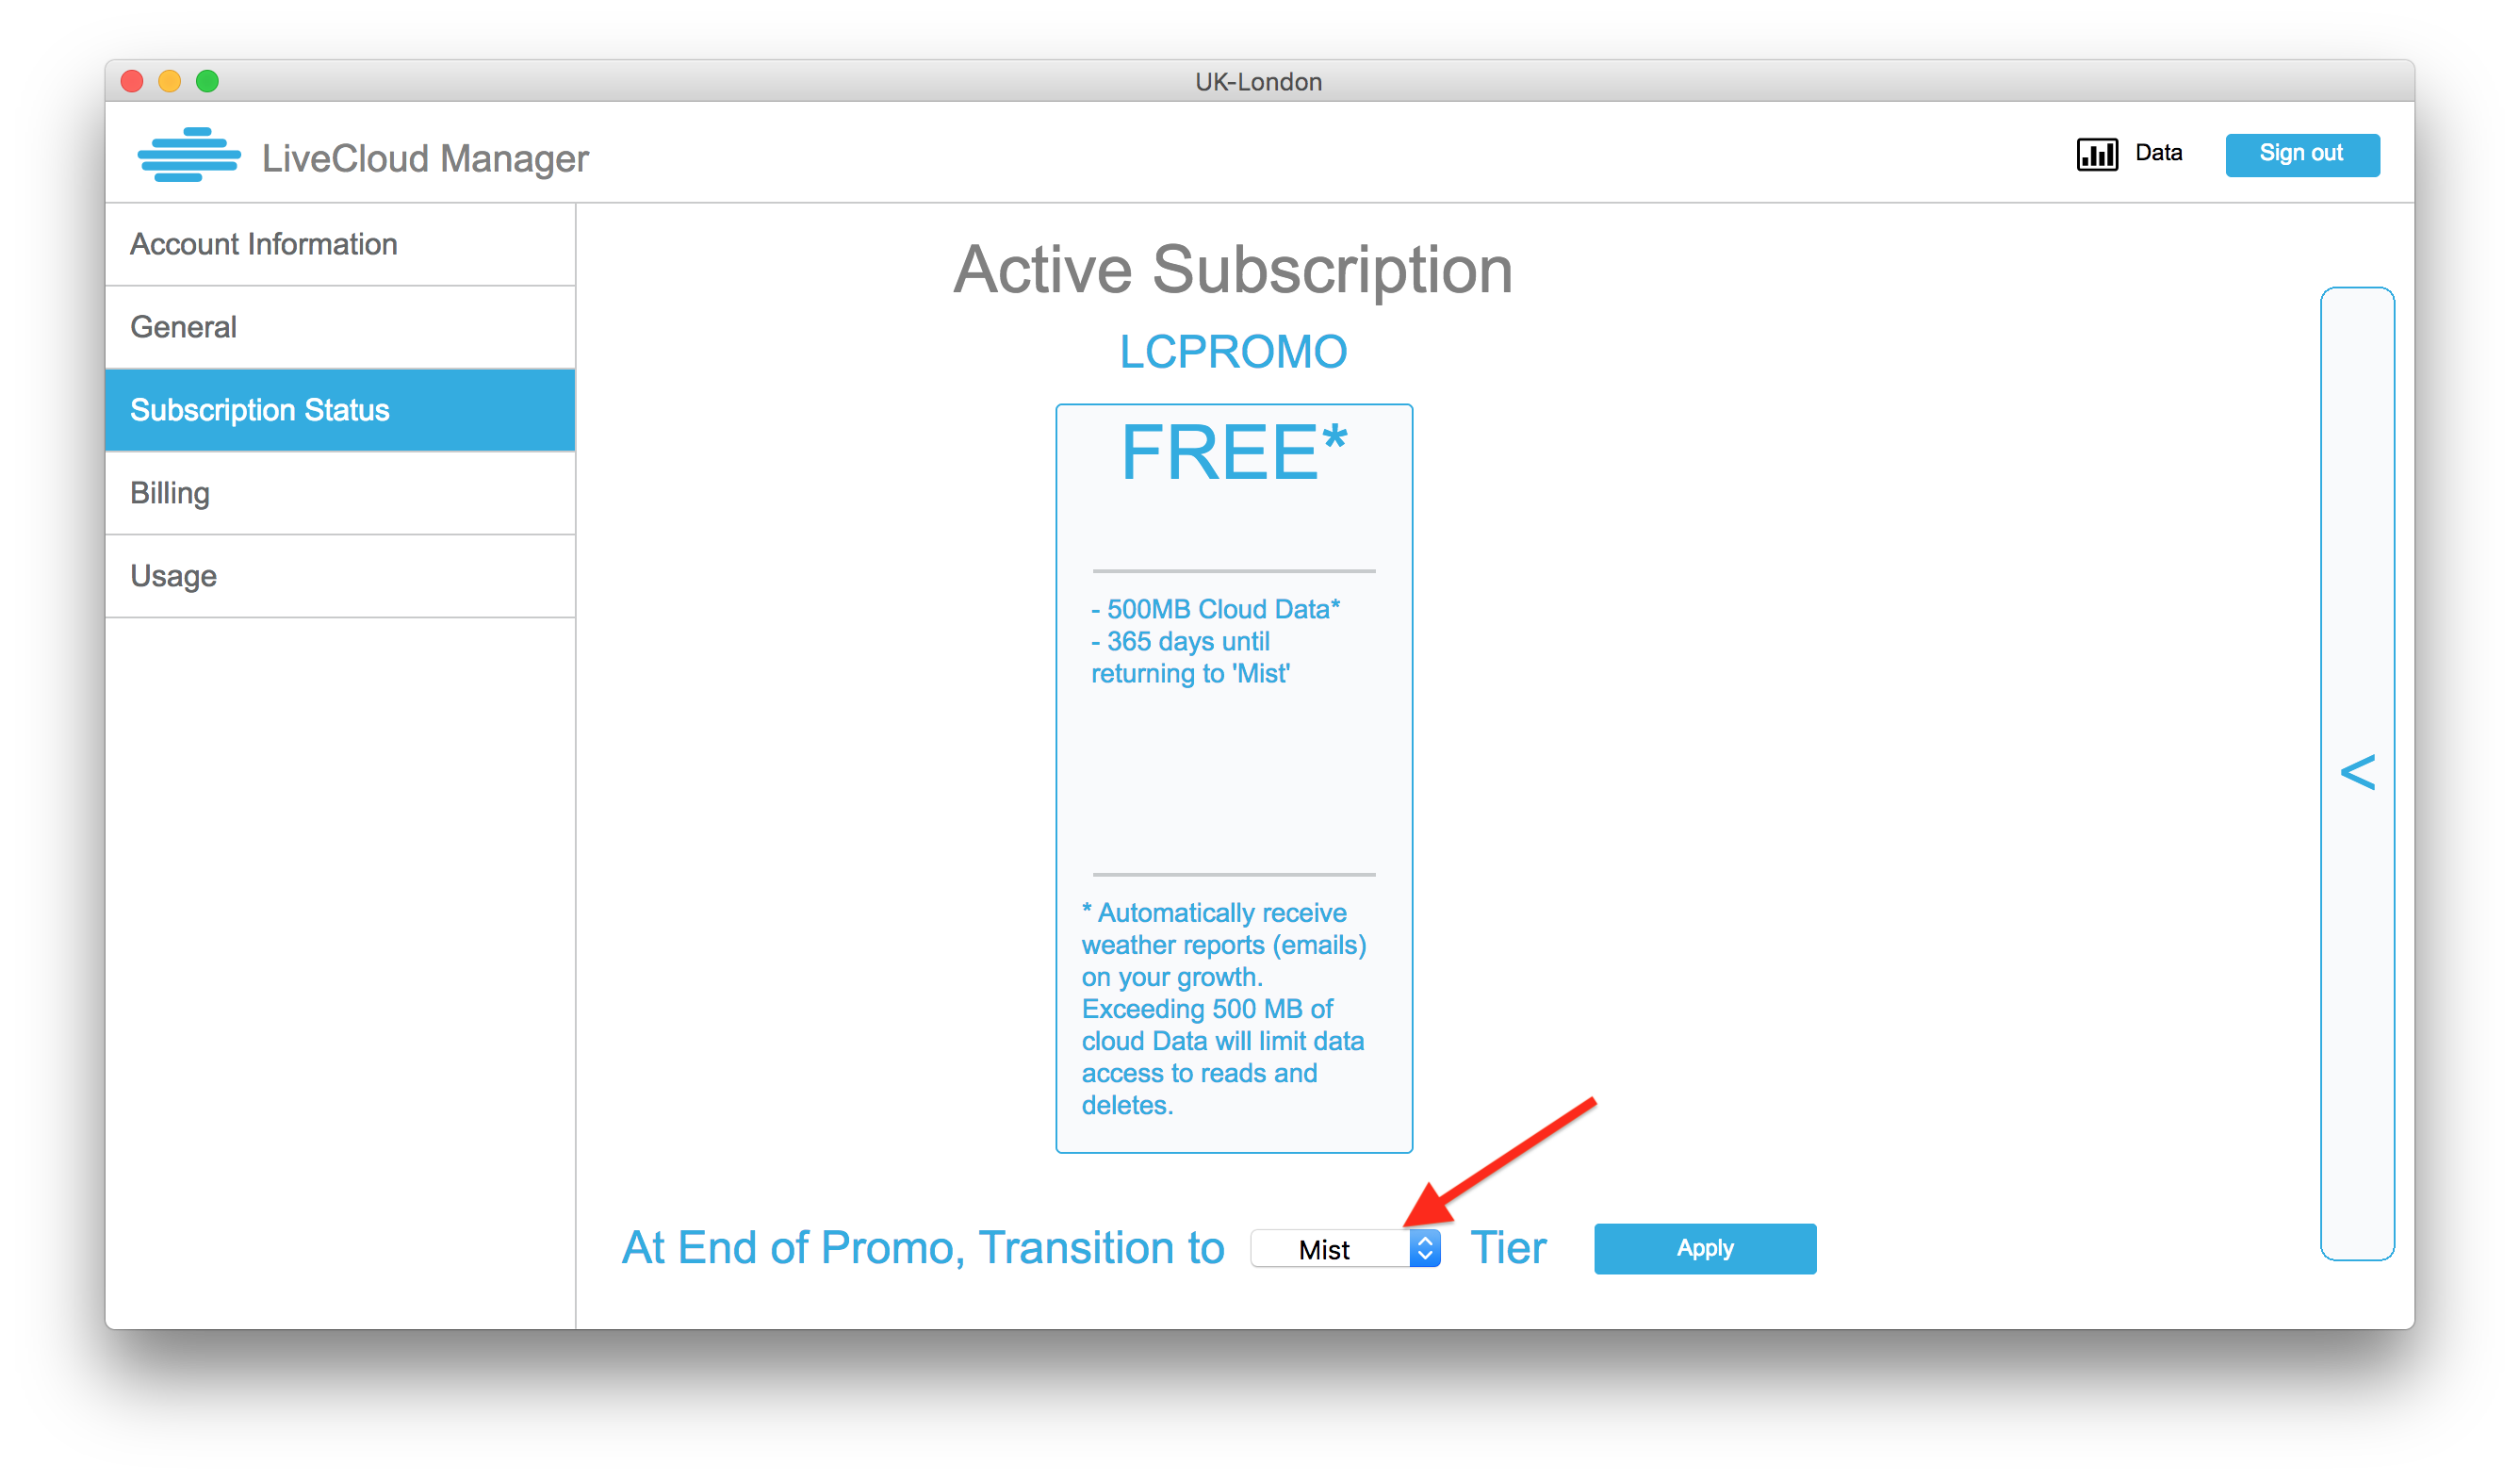 UK-London
LiveCloud Manager
Data
Sign out
Account Information
General
Subscription Status
Billing
Usage
Active Subscription
LCPROMO
FREE*
- 500MB Cloud Data*
- 365 days until
returning to 'Mist'
* Automatically receive
weather reports (emails)
on your growth.
Exceeding 500 MB of
cloud Data will limit data
access to reads and
deletes.
<
At End of Promo, Transition to Mist Tier
Apply